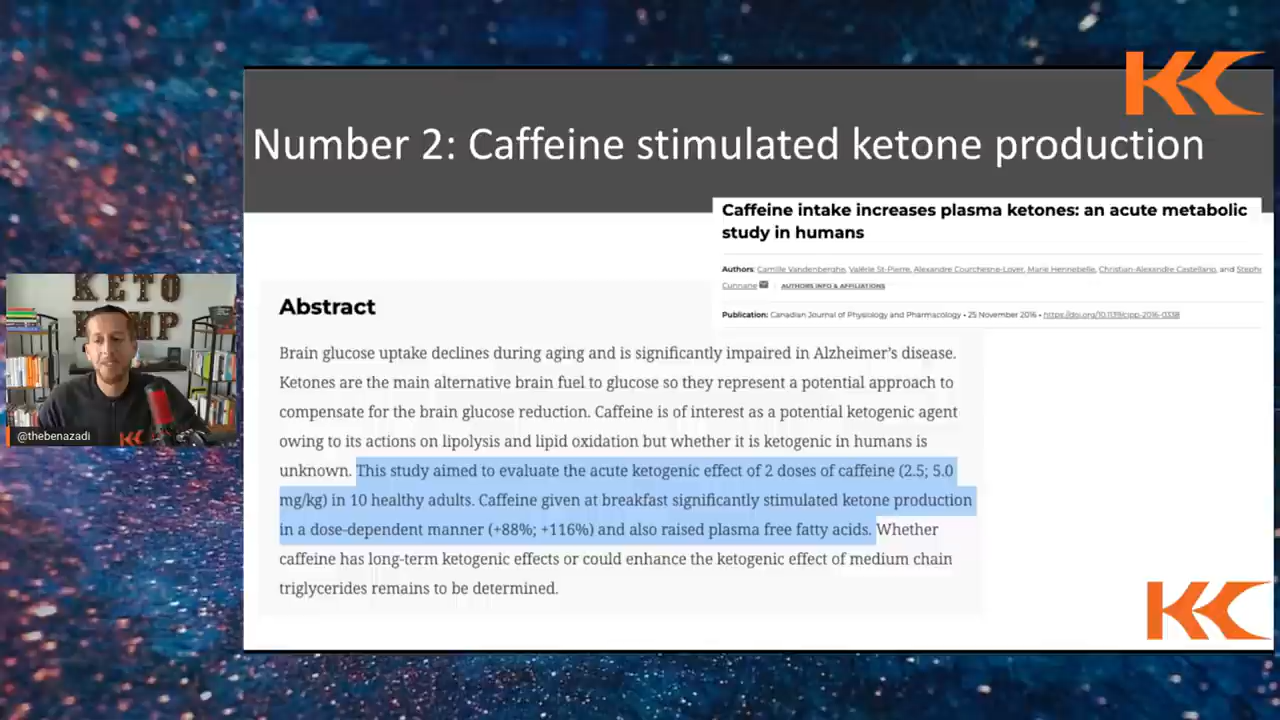 Number 2: Caffeine stimulated ketone production
Caffeine intake increases plasma ketones: an acute metabolic
study in humans
Authors: Camille Vandenberghe, Valérie St-Pierre, Alexandre Courchesne-Loyer, Marie Hennebelle, Christian-Alexandre Castellano, and Steph
Cunnane AUTHORS INFO & AFFILIATIONS
Publication: Canadian Journal of Physiology and Pharmacology • 25 November 2016 • https://doi.org/10.1139/cjpp-2016-0338
Abstract
Brain glucose uptake declines during aging and is significantly impaired in Alzheimer’s disease.
Ketones are the main alternative brain fuel to glucose so they represent a potential approach to
compensate for the brain glucose reduction. Caffeine is of interest as a potential ketogenic agent
owing to its actions on lipolysis and lipid oxidation but whether it is ketogenic in humans is
unknown. This study aimed to evaluate the acute ketogenic effect of 2 doses of caffeine (2.5; 5.0
mg/kg) in 10 healthy adults. Caffeine given at breakfast significantly stimulated ketone production
in a dose-dependent manner (+88%; +116%) and also raised plasma free fatty acids. Whether
caffeine has long-term ketogenic effects or could enhance the ketogenic effect of medium chain
triglycerides remains to be determined.
KETO
@thebenazadi